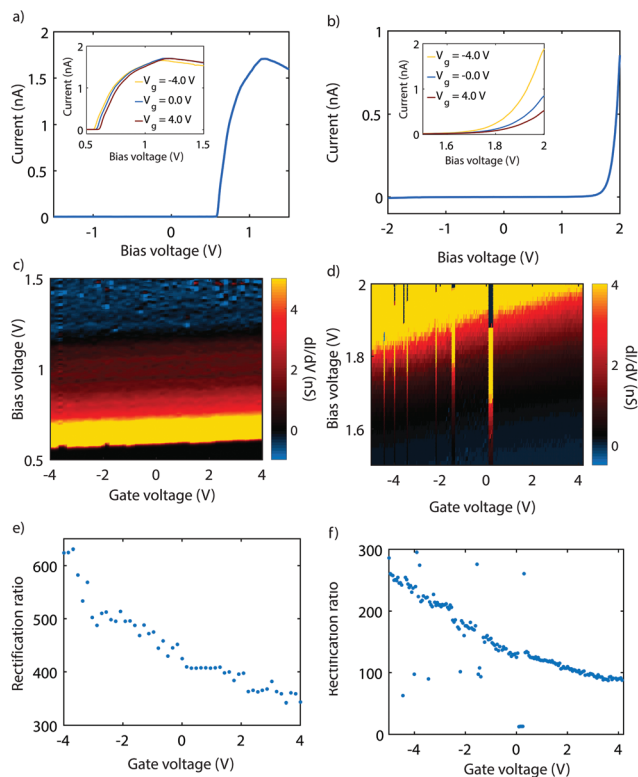 a)
b)
2
1.5
1
0.5
0
Current (nA)
-1
0
1
Bias voltage (V)
2
1
0
Current (nA)
V_g = -4.0 V
V_g = 0.0 V
V_g = 4.0 V
0.5
1
1.5
Bias voltage (V)
1
0.5
0
Current (nA)
-2
-1
0
1
2
Bias voltage (V)
2
1
0
Current (nA)
V_g = -4.0 V
V_g = -0.0 V
V_g = 4.0 V
1.6
1.8
2
Bias voltage (V)
c)
d)
1.5
1
0.5
Bias voltage (V)
-4
-2
0
2
4
Gate voltage (V)
4
2
0
dI/dV (nS)
2
1.8
1.6
Bias voltage (V)
-4
-2
0
2
4
Gate voltage (V)
4
2
0
dI/dV (nS)
e)
f)
600
500
400
300
Rectification ratio
-4
-2
0
2
4
Gate voltage (V)
300
200
100
0
Rectification ratio
-4
-2
0
2
4
Gate voltage (V)